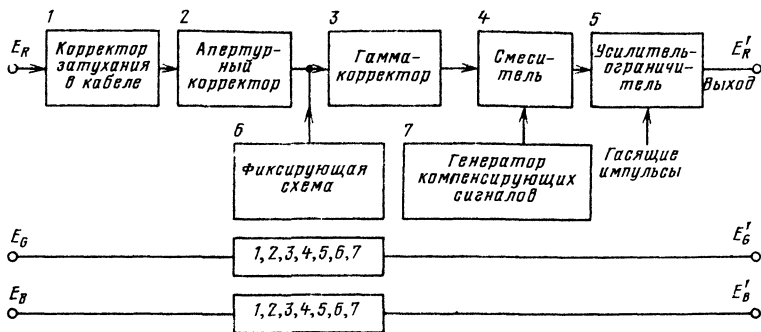 1
2
3
4
5
E_R
Корректор
затухания
в кабеле
Апертур-
ный
корректор
Гамма-
корректор
Смеси-
тель
Усилитель-
ограничи-
тель
E'_R
Выход
6
Фиксирующая
схема
7
Генератор
компенсирующих
сигналов
Гасящие
импульсы
E_G
1,2,3,4,5,6,7
E'_G
E_B
1,2,3,4,5,6,7
E'_B